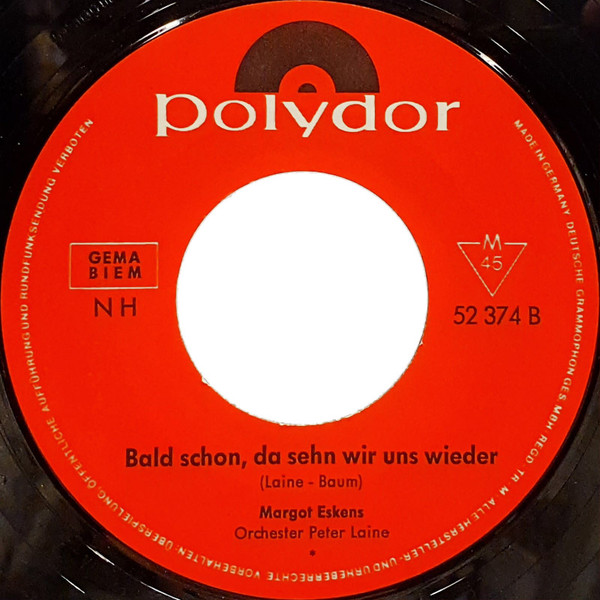 polydor
GEMA
BIEM
NH
M
45
52 374 B
Bald schon, da sehn wir uns wieder
(Laine - Baum)
Margot Eskens
Orchester Peter Laine
MADE IN GERMANY DEUTSCHE GRAMMOPHON GES MBH REGD. TR. M. ALLE HERSTELLER- UND URHEBERRECHTE VORBEHALTEN · ÜBERSPIELUNG, ÖFFENTLICHE AUFFÜHRUNG UND RUNDFUNKSENDUNG VERBOTEN